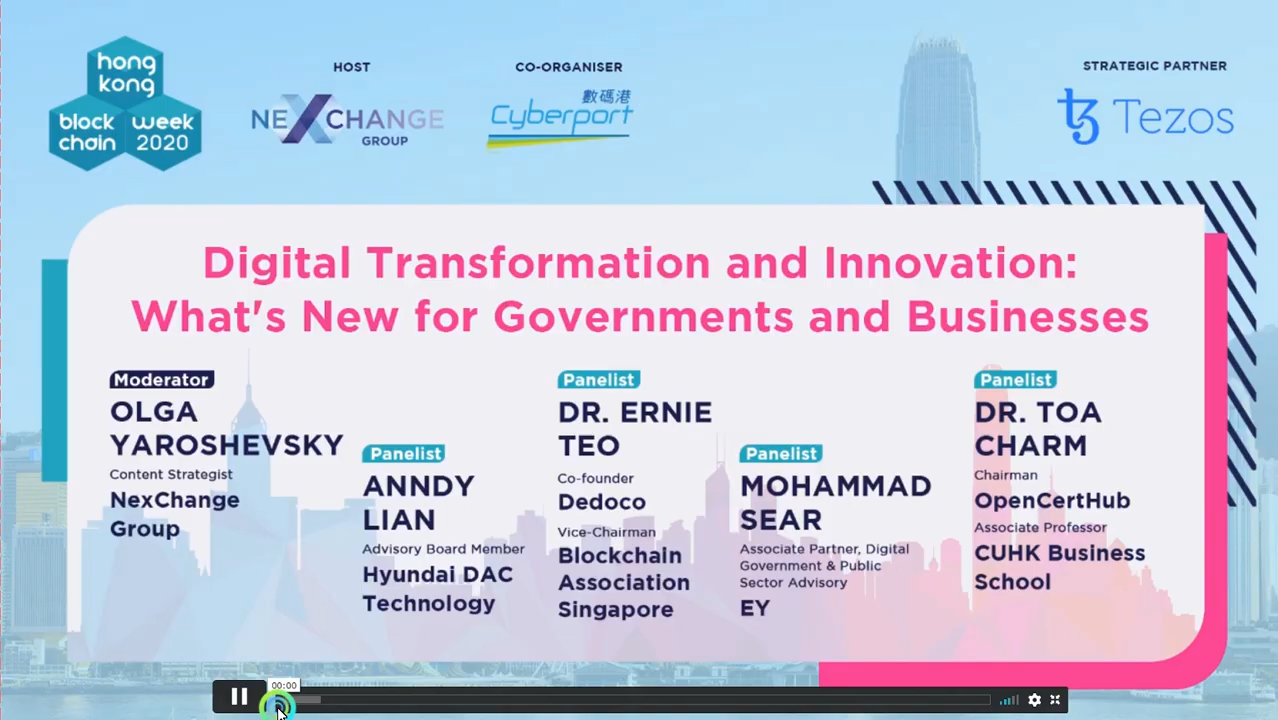 hong
kong
block
chain
week
2020
HOST
NEXCHANGE
GROUP
CO-ORGANISER
數碼港
Cyberport
STRATEGIC PARTNER
Tezos
Digital Transformation and Innovation:
What's New for Governments and Businesses
Moderator
OLGA
YAROSHEVSKY
Content Strategist
NexChange
Group
Panelist
ANNDY
LIAN
Advisory Board Member
Hyundai DAC
Technology
Panelist
DR. ERNIE
TEO
Co-founder
Dedoco
Vice-Chairman
Blockchain
Association
Singapore
Panelist
MOHAMMAD
SEAR
Associate Partner, Digital
Government & Public
Sector Advisory
EY
Panelist
DR. TOA
CHARM
Chairman
OpenCertHub
Associate Professor
CUHK Business
School
00:00